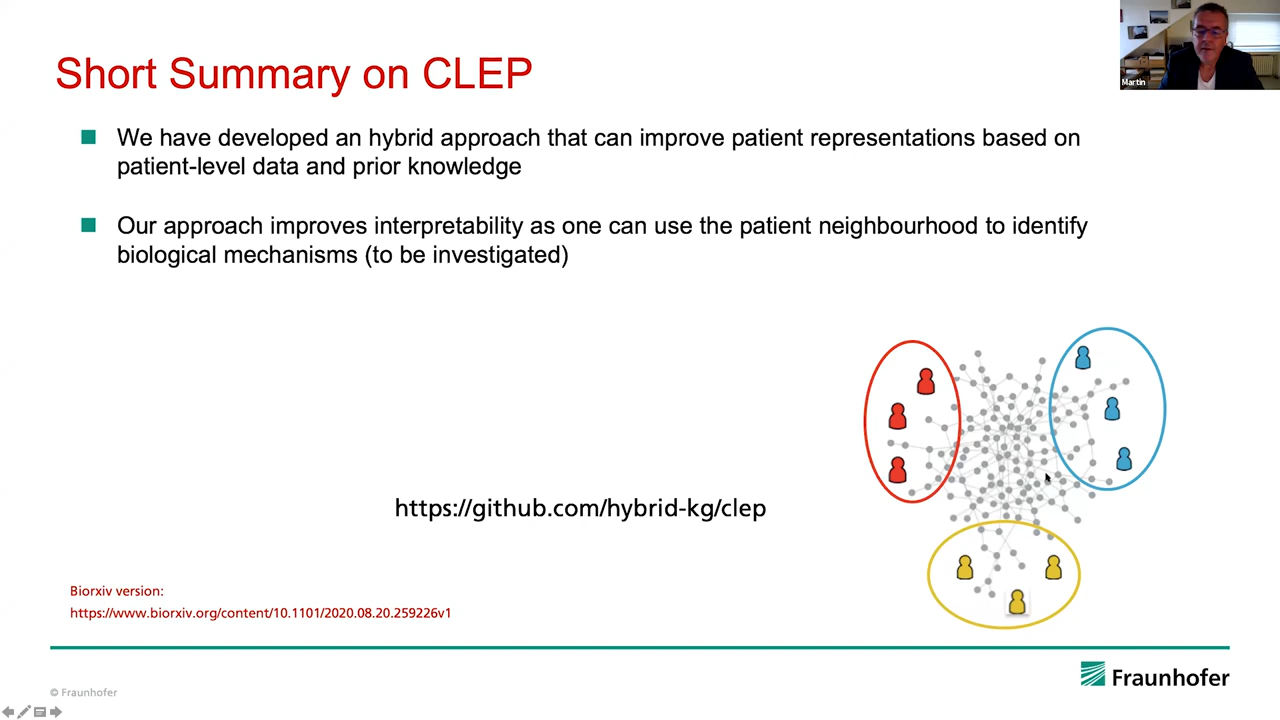 Short Summary on CLEP
Martin
We have developed an hybrid approach that can improve patient representations based on
patient-level data and prior knowledge
Our approach improves interpretability as one can use the patient neighbourhood to identify
biological mechanisms (to be investigated)
https://github.com/hybrid-kg/clep
Biorxiv version:
https://www.biorxiv.org/content/10.1101/2020.08.20.259226v1
Fraunhofer
© Fraunhofer